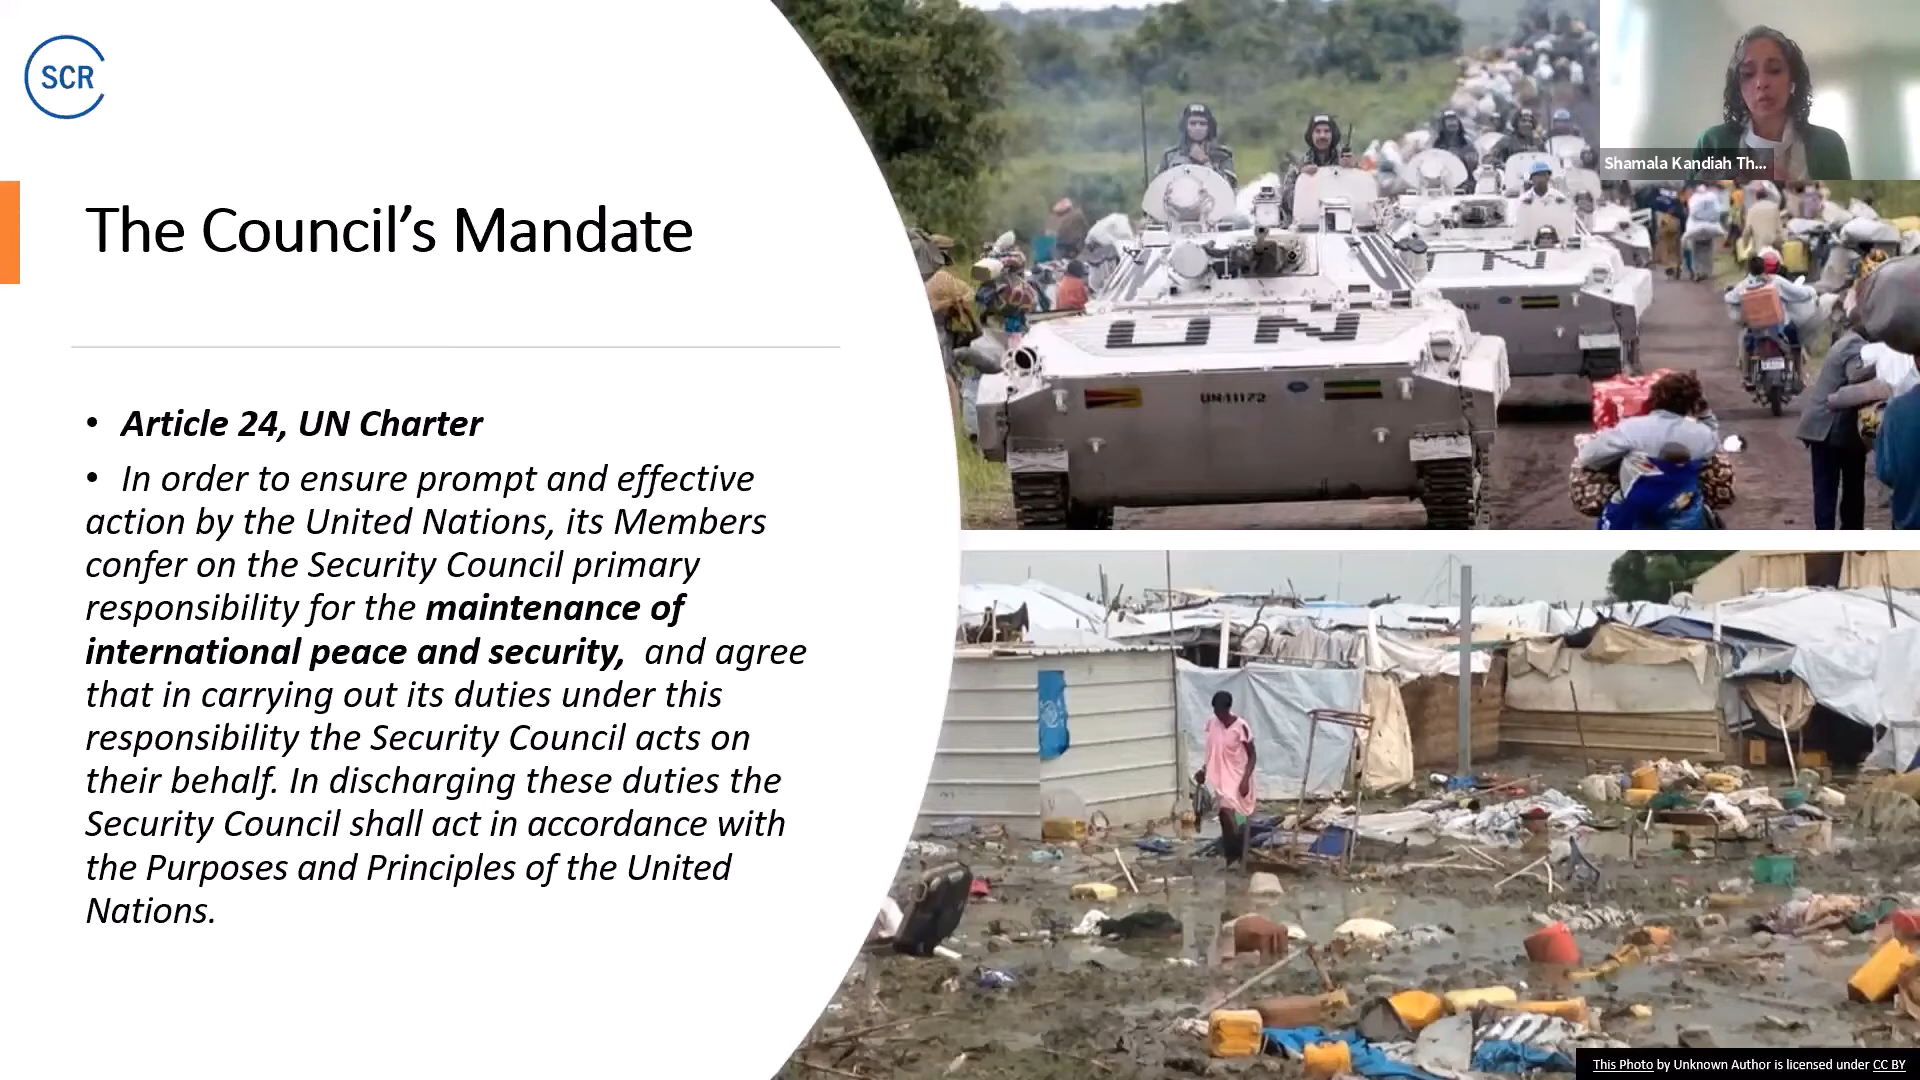 SCR
Shamala Kandiah Th...
The Council's Mandate
• Article 24, UN Charter
• In order to ensure prompt and effective
action by the United Nations, its Members
confer on the Security Council primary
responsibility for the maintenance of
international peace and security, and agree
that in carrying out its duties under this
responsibility the Security Council acts on
their behalf. In discharging these duties the
Security Council shall act in accordance with
the Purposes and Principles of the United
Nations.
UN
UN
UN11172
This Photo by Unknown Author is licensed under CC BY